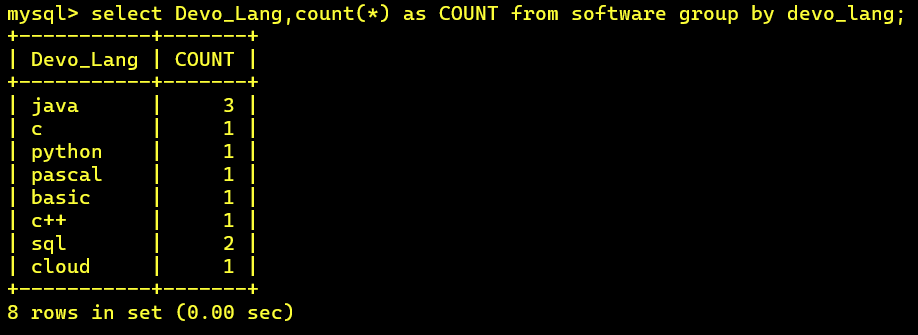 mysql> select Devo_Lang,count(*) as COUNT from software group by devo_lang;
+-----------+-------+
| Devo_Lang | COUNT |
+-----------+-------+
| java      |     3 |
| c         |     1 |
| python    |     1 |
| pascal    |     1 |
| basic     |     1 |
| c++       |     1 |
| sql       |     2 |
| cloud     |     1 |
+-----------+-------+
8 rows in set (0.00 sec)